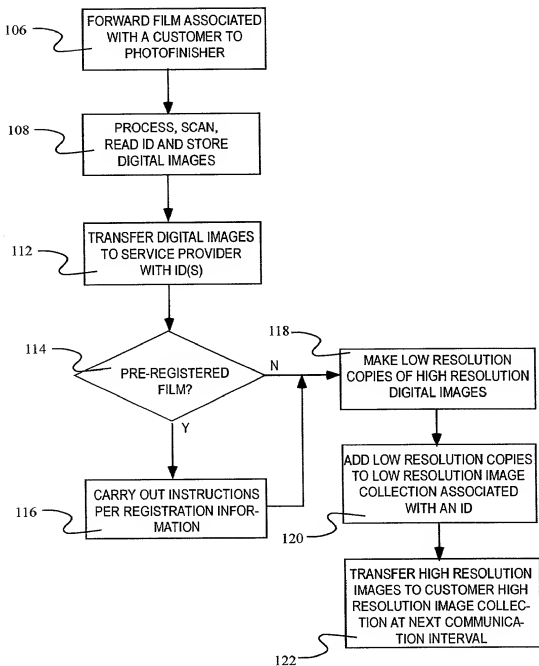 106
FORWARD FILM ASSOCIATED
WITH A CUSTOMER TO
PHOTOFINISHER
108
PROCESS, SCAN,
READ ID AND STORE
DIGITAL IMAGES
112
TRANSFER DIGITAL IMAGES
TO SERVICE PROVIDER
WITH ID(S)
114
PRE-REGISTERED
FILM?
N
Y
116
CARRY OUT INSTRUCTIONS
PER REGISTRATION INFOR-
MATION
118
MAKE LOW RESOLUTION
COPIES OF HIGH RESOLUTION
DIGITAL IMAGES
ADD LOW RESOLUTION COPIES
TO LOW RESOLUTION IMAGE
COLLECTION ASSOCIATED
WITH AN ID
120
TRANSFER HIGH RESOLUTION
IMAGES TO CUSTOMER HIGH
RESOLUTION IMAGE COLLEC-
TION AT NEXT COMMUNICA-
TION INTERVAL
122